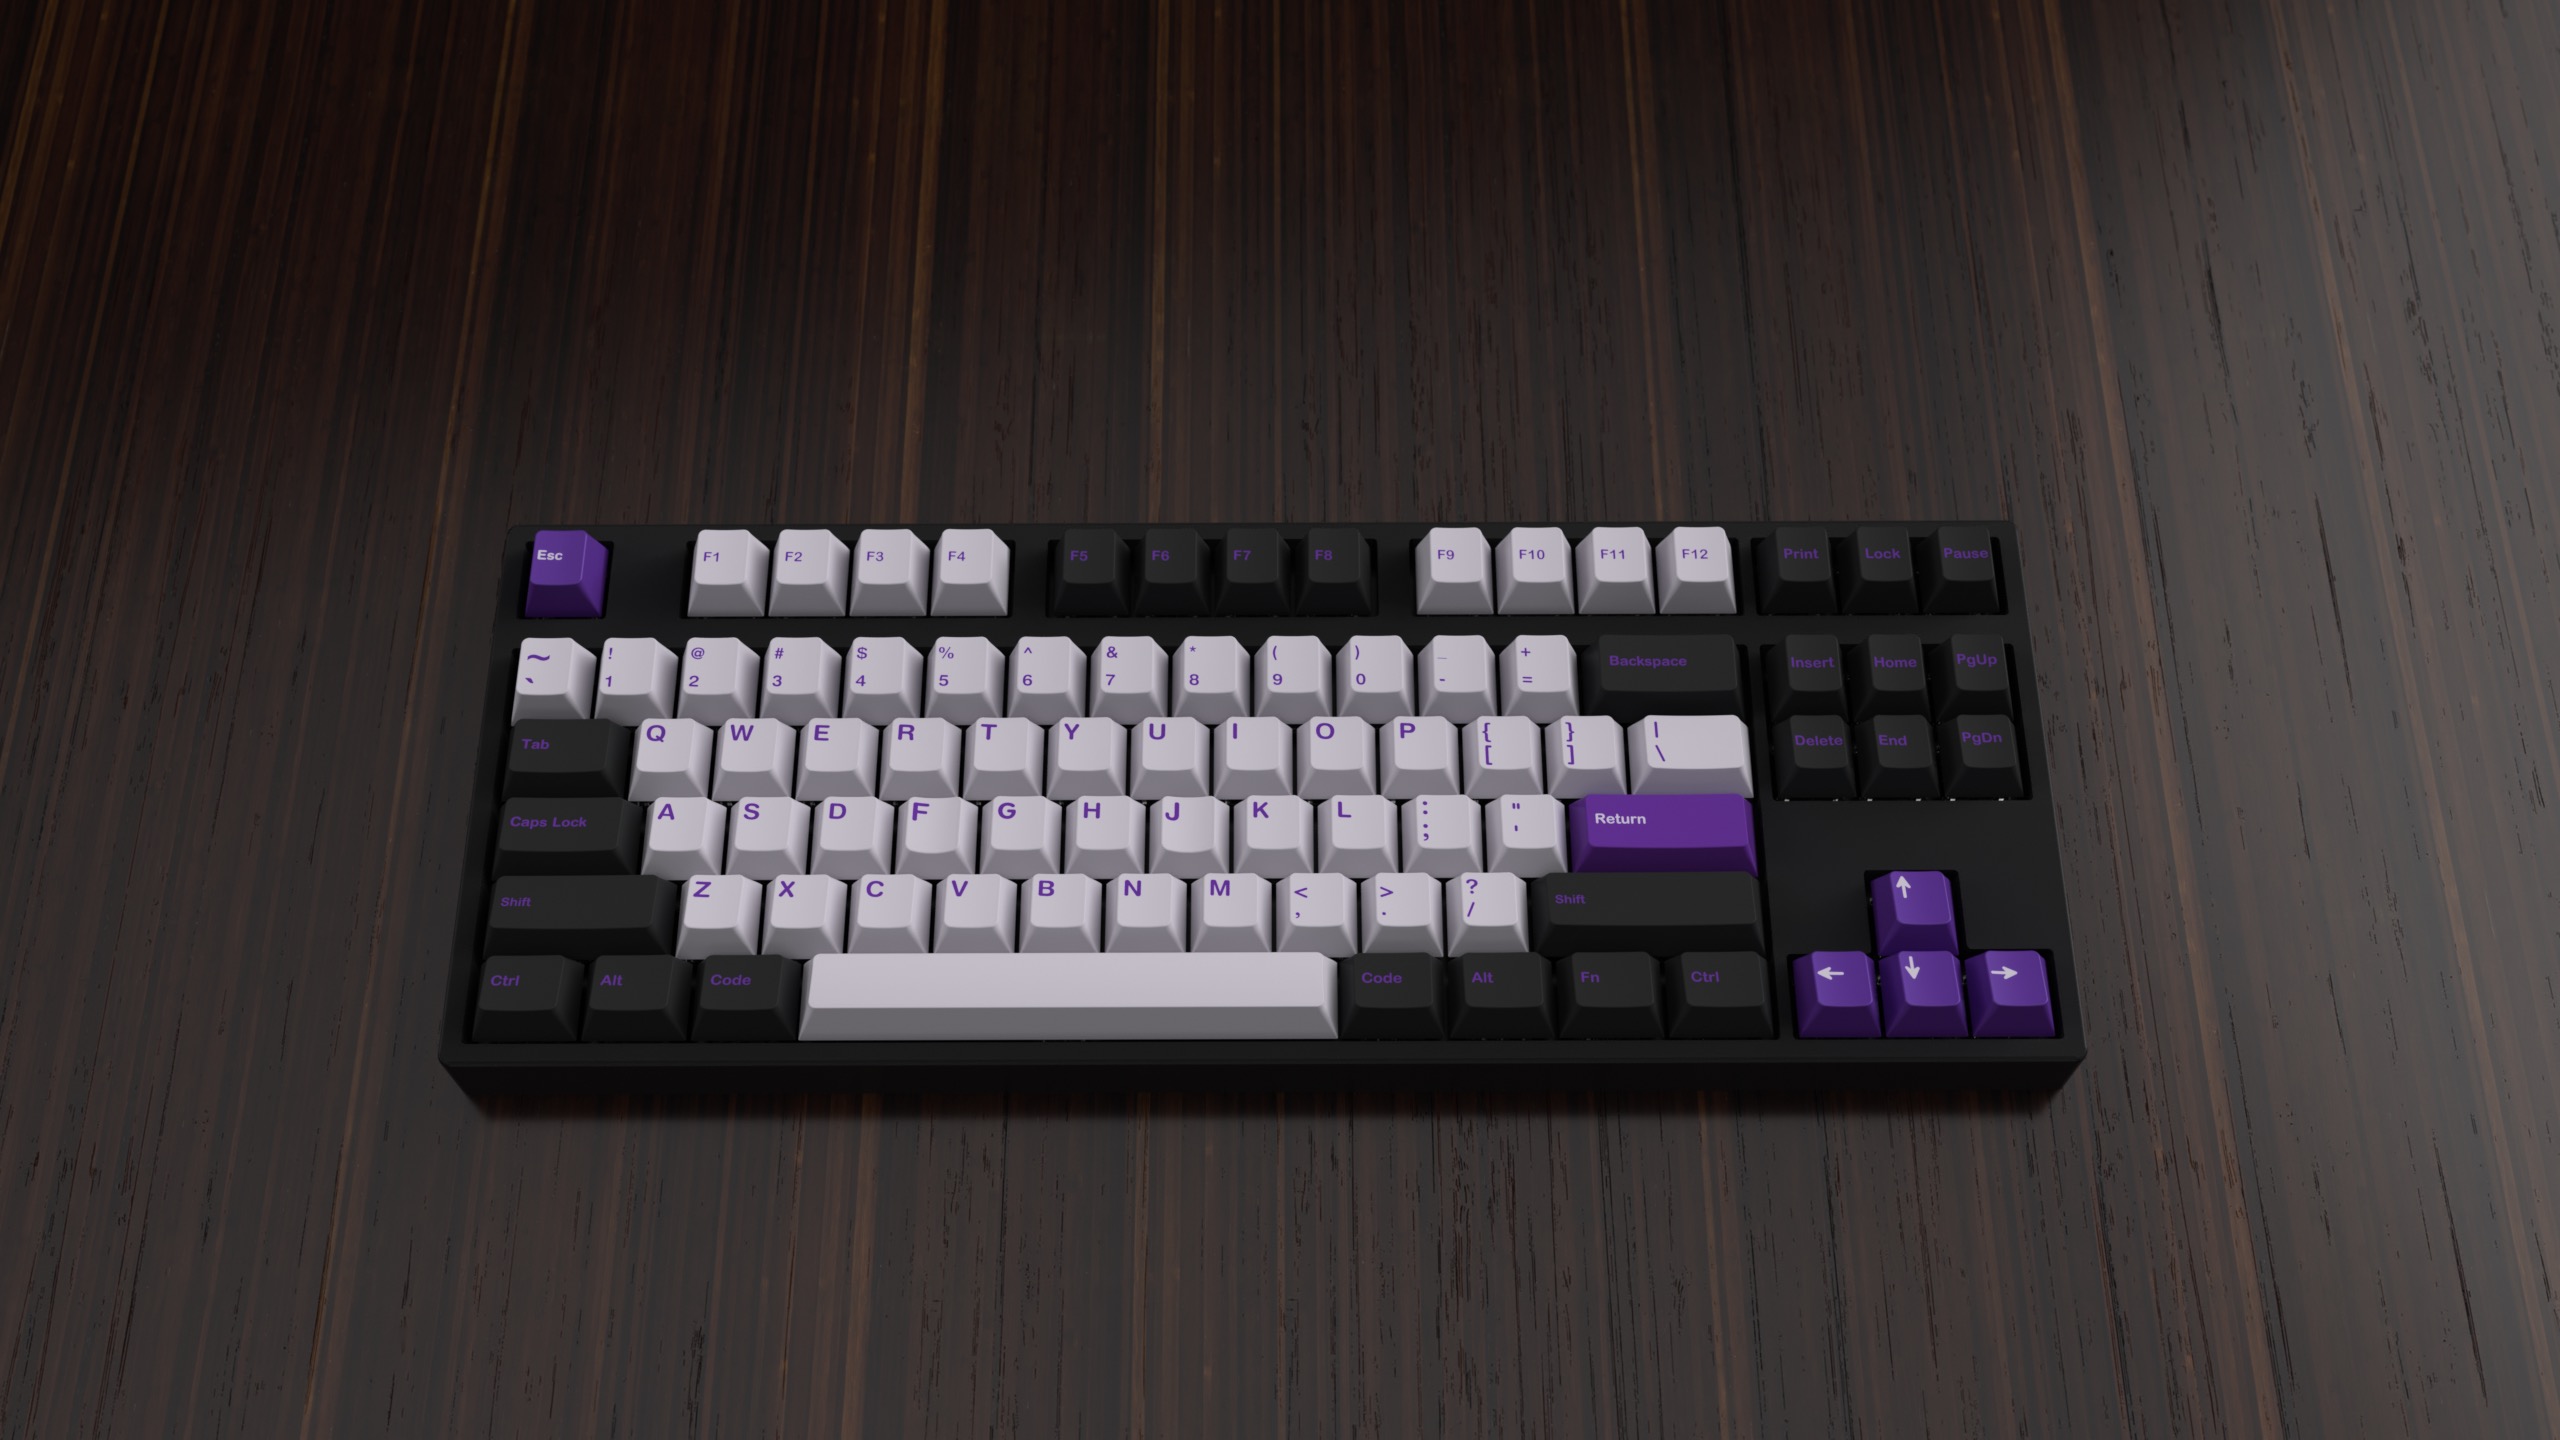 Esc F1 F2 F3 F4 F5 F6 F7 F8 F9 F10 F11 F12 Print Lock Pause
~ ! @ # $ % ^ & * ( ) _ +
` 1 2 3 4 5 6 7 8 9 0 - = Backspace Insert Home PgUp
Tab Q W E R T Y U I O P { } | Delete End PgDn
[ ] \
Caps Lock A S D F G H J K L : " Return
; '
Shift Z X C V B N M < > ? Shift ↑
, . /
Ctrl Alt Code Code Alt Fn Ctrl ← ↓ →